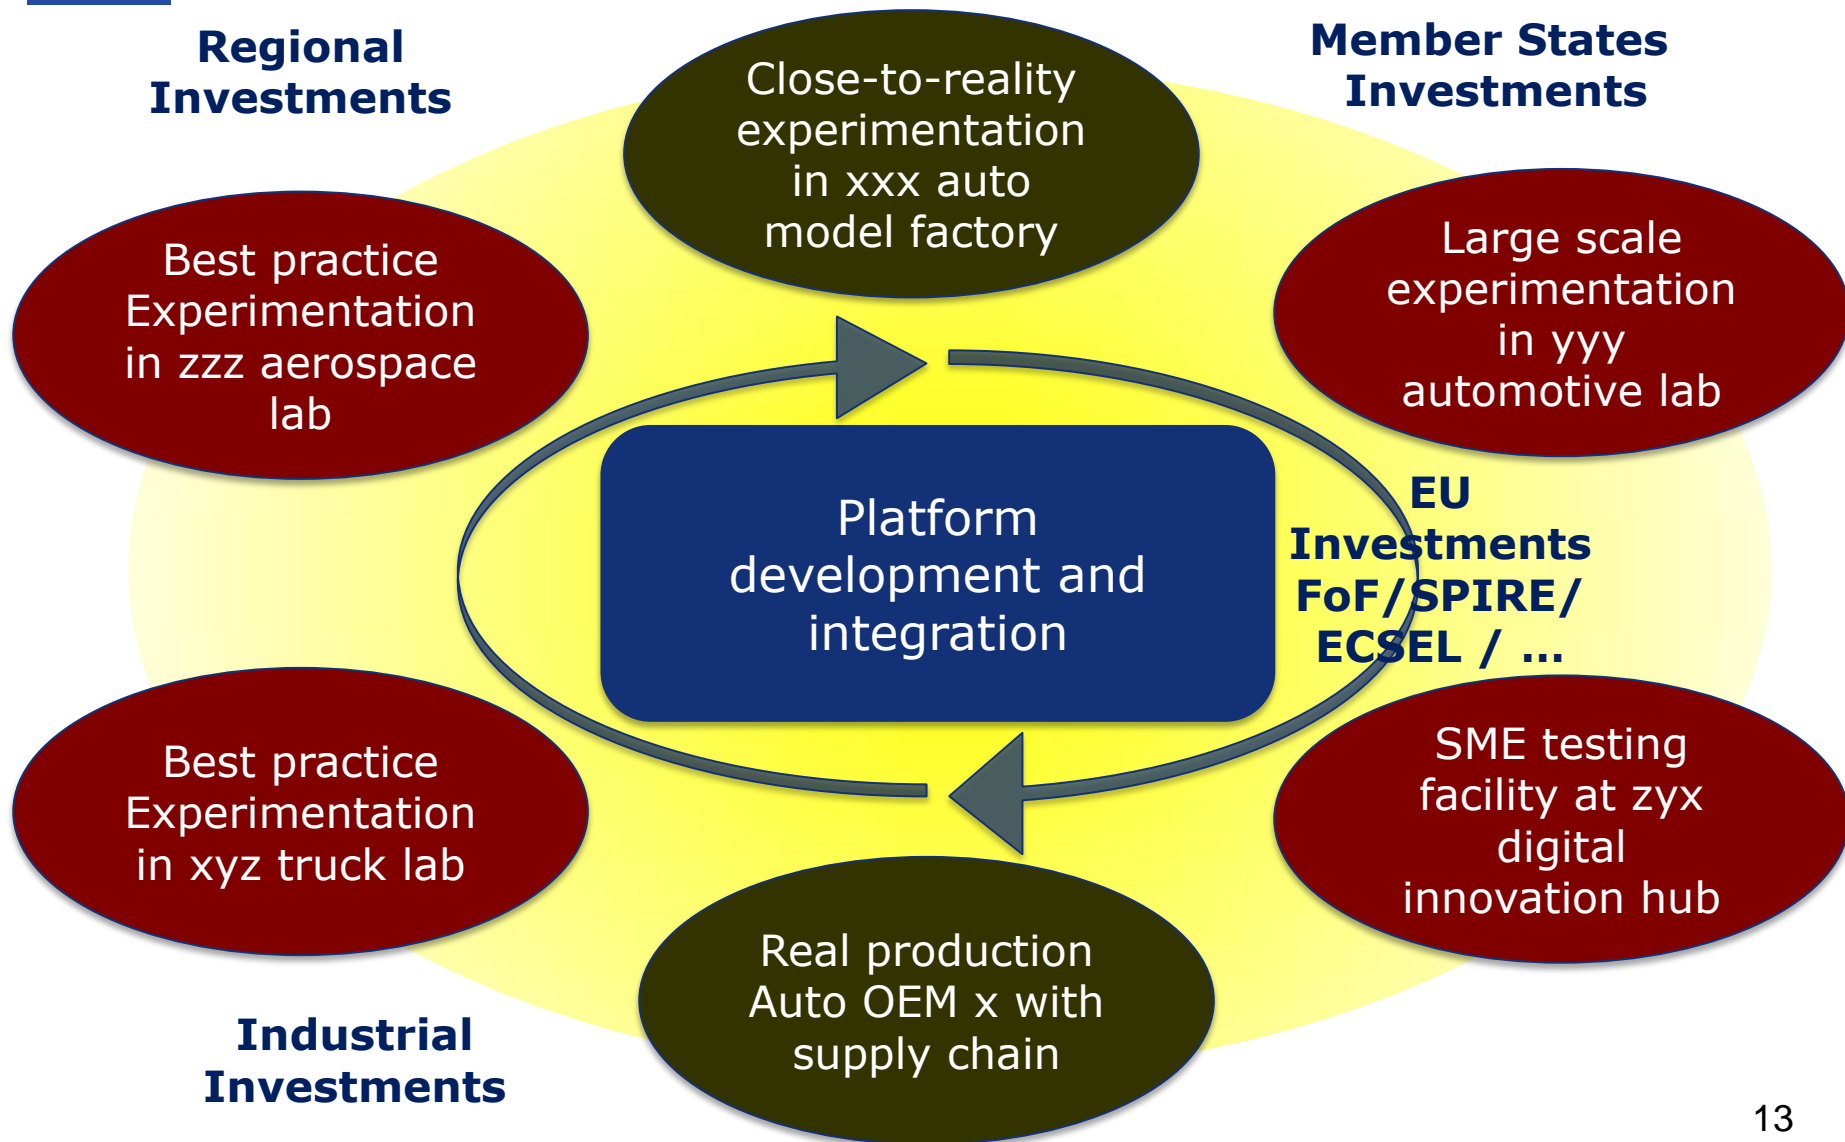 Regional
Investments
Close-to-reality
experimentation
in xxx auto
model factory
Member States
Investments
Best practice
Experimentation
in zzz aerospace
lab
Large scale
experimentation
in yyy
automotive lab
Platform
development and
integration
EU
Investments
FoF/SPIRE/
ECSEL / ...
Best practice
Experimentation
in xyz truck lab
SME testing
facility at zyx
digital
innovation hub
Real production
Auto OEM x with
supply chain
Industrial
Investments
13